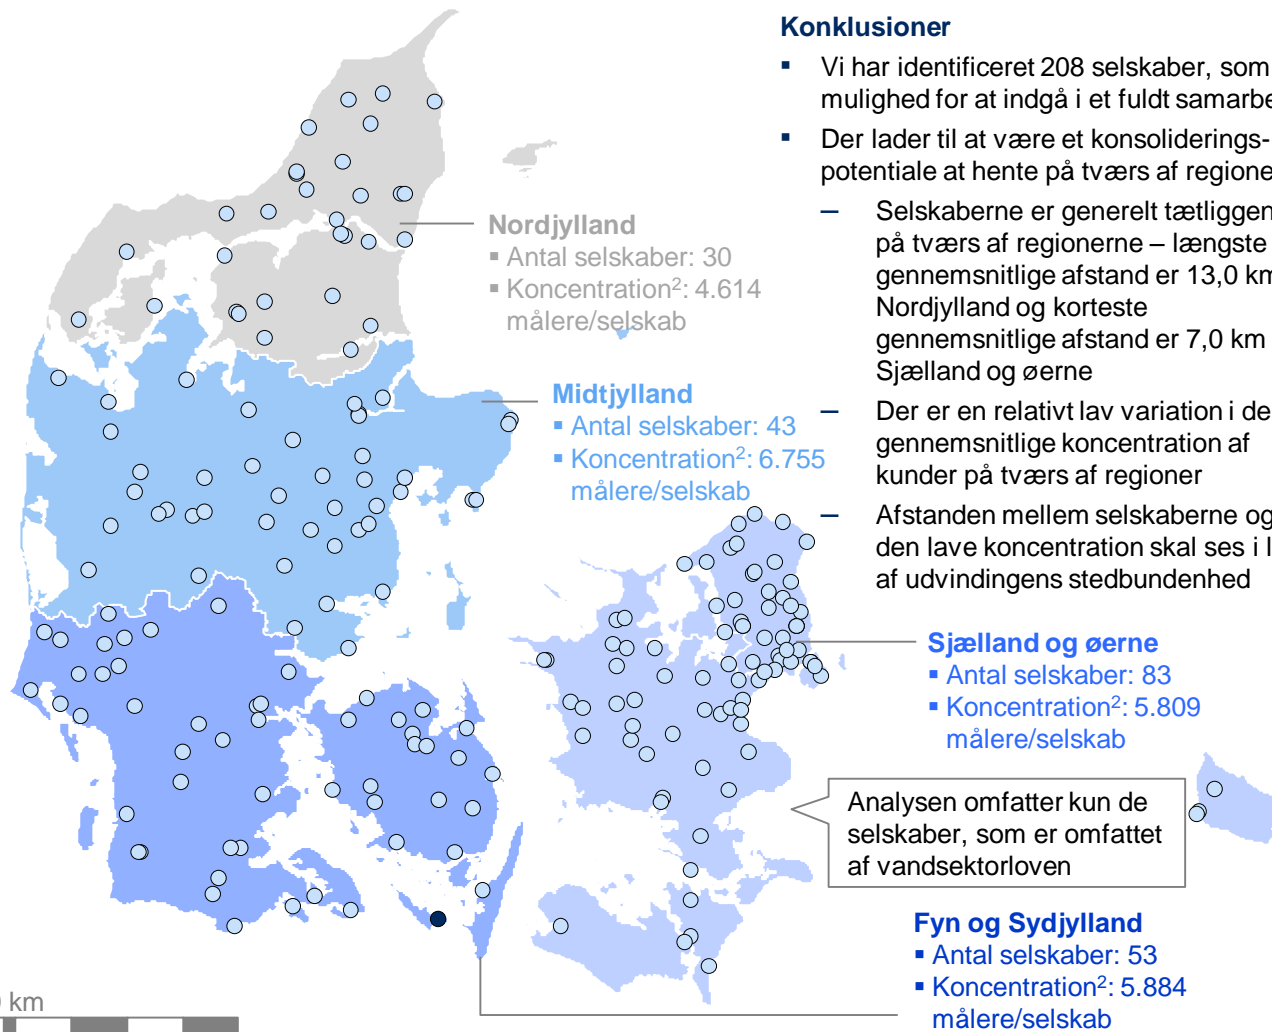 Konklusioner
▪ Vi har identificeret 208 selskaber, som
mulighed for at indgå i et fuldt samarbe
▪ Der lader til at være et konsoliderings-
potentiale at hente på tværs af regione
– Selskaberne er generelt tætliggen
på tværs af regionerne – længste
gennemsnitlige afstand er 13,0 km
Nordjylland og korteste
gennemsnitlige afstand er 7,0 km
Sjælland og øerne
– Der er en relativt lav variation i de
gennemsnitlige koncentration af
kunder på tværs af regioner
– Afstanden mellem selskaberne og
den lave koncentration skal ses i l
af udvindingens stedbundenhed
Nordjylland
▪ Antal selskaber: 30
▪ Koncentration²: 4.614
målere/selskab
Midtjylland
▪ Antal selskaber: 43
▪ Koncentration²: 6.755
målere/selskab
Sjælland og øerne
▪ Antal selskaber: 83
▪ Koncentration²: 5.809
målere/selskab
Analysen omfatter kun de
selskaber, som er omfattet
af vandsektorloven
Fyn og Sydjylland
▪ Antal selskaber: 53
▪ Koncentration²: 5.884
målere/selskab
km